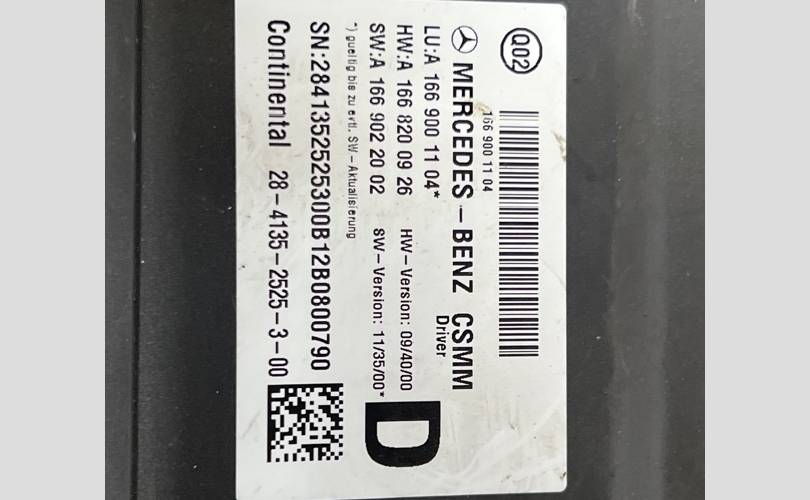 Q02
166 900 11 04
MERCEDES-BENZ CSMM
Driver
LU:A 166 900 11 04*
HW:A 166 820 09 26 HW-Version: 09/40/00
SW:A 166 902 20 02 SW-Version: 11/35/00*
*) gueltig bis zu evtl. SW-Aktualisierung
D
SN:2841352525300B12B0800790
Continental 28-4135-2525-3-00